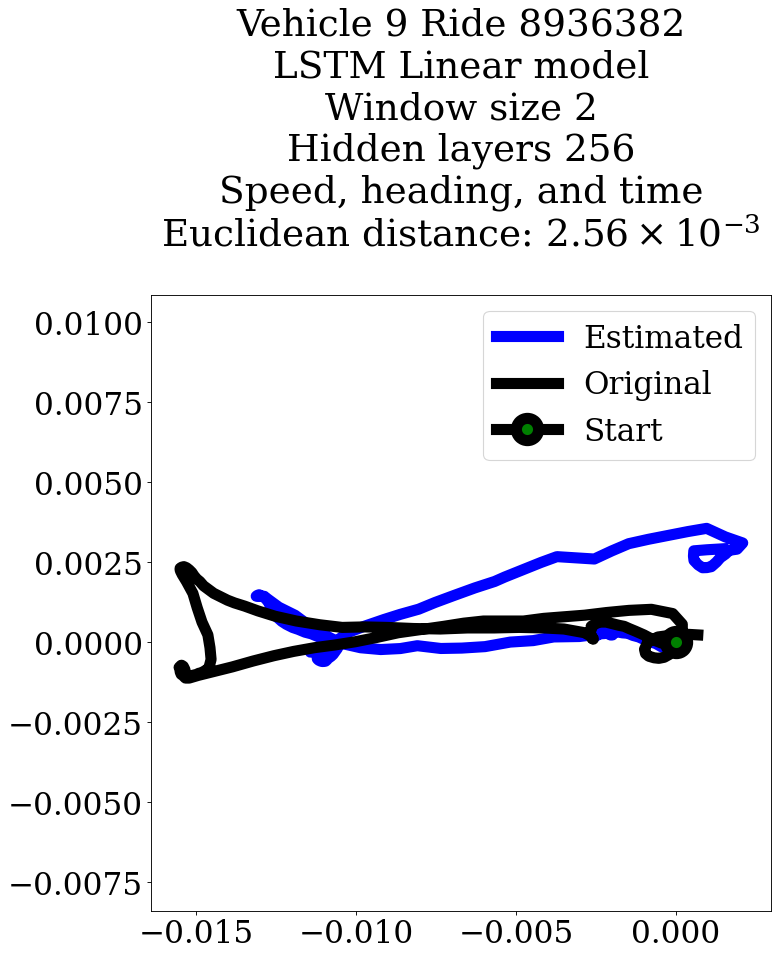 Vehicle 9 Ride 8936382
LSTM Linear model
Window size 2
Hidden layers 256
Speed, heading, and time
Euclidean distance: 2.56 × 10⁻³
Estimated
Original
Start
0.0100
0.0075
0.0050
0.0025
0.0000
−0.0025
−0.0050
−0.0075
−0.015 −0.010 −0.005 0.000